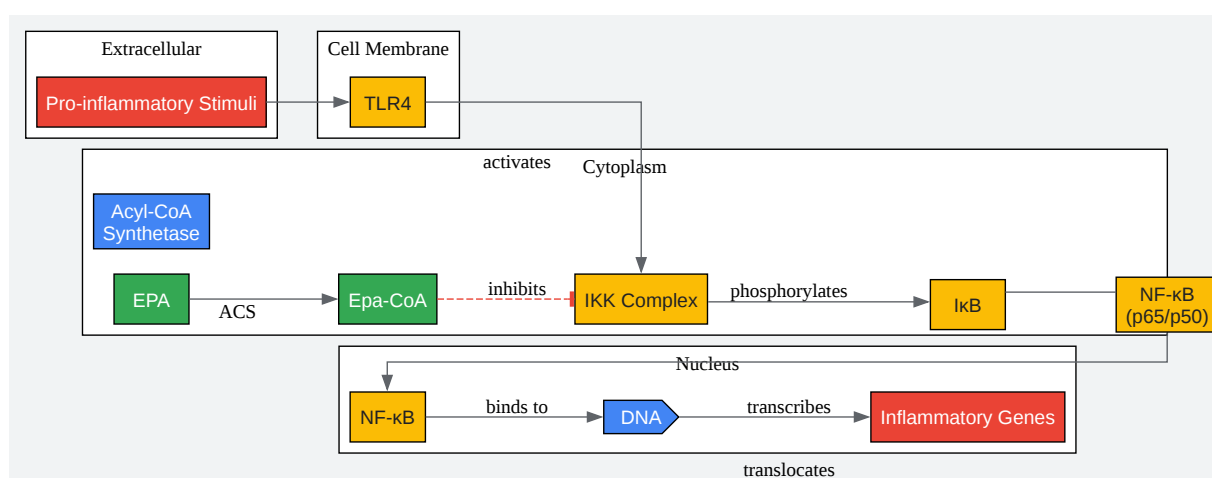 Extracellular
Cell Membrane
Pro-inflammatory Stimuli
TLR4
activates
Cytoplasm
Acyl-CoA
Synthetase
EPA
ACS
Epa-CoA
inhibits
IKK Complex
phosphorylates
IκB
NF-κB
(p65/p50)
Nucleus
NF-κB
binds to
DNA
transcribes
Inflammatory Genes
translocates